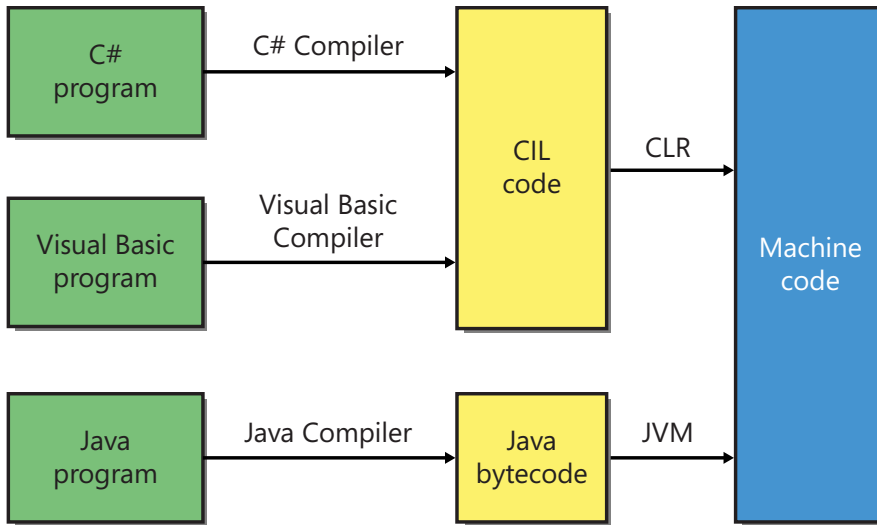 C#
program
C# Compiler
Visual Basic
program
Visual Basic
Compiler
CIL
code
CLR
Machine
code
Java
program
Java Compiler
Java
bytecode
JVM